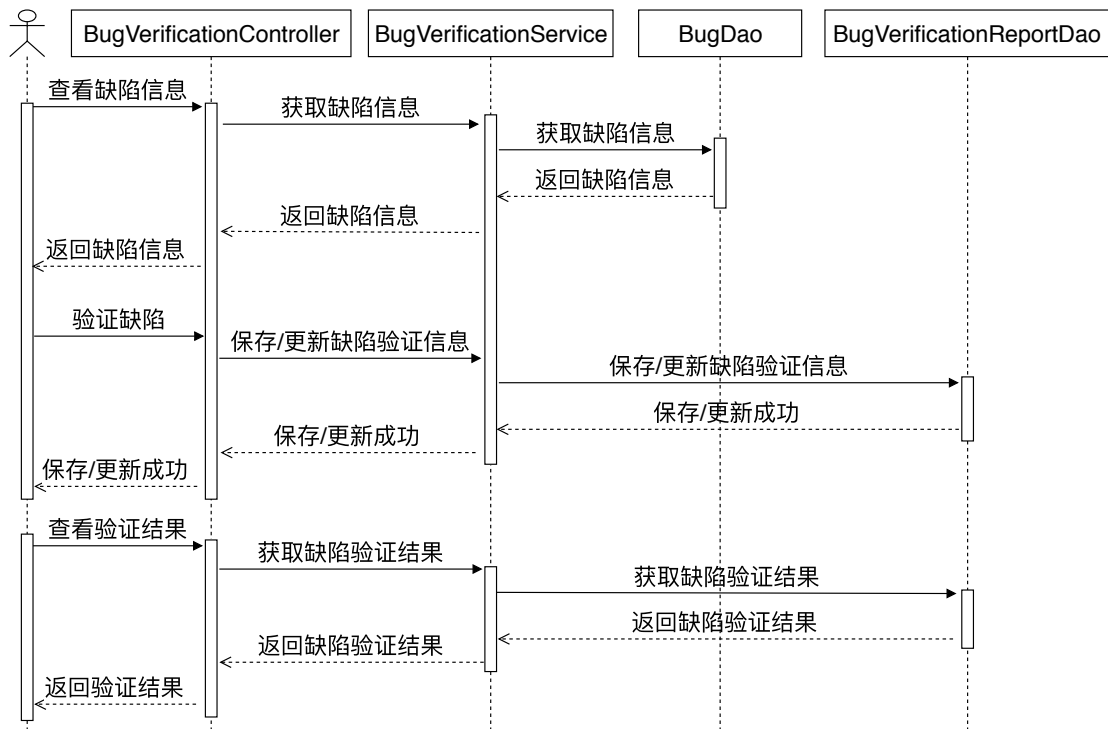 BugVerificationController
BugVerificationService
BugDao
BugVerificationReportDao
查看缺陷信息
获取缺陷信息
获取缺陷信息
返回缺陷信息
返回缺陷信息
返回缺陷信息
验证缺陷
保存/更新缺陷验证信息
保存/更新缺陷验证信息
保存/更新成功
保存/更新成功
保存/更新成功
查看验证结果
获取缺陷验证结果
获取缺陷验证结果
返回缺陷验证结果
返回缺陷验证结果
返回验证结果